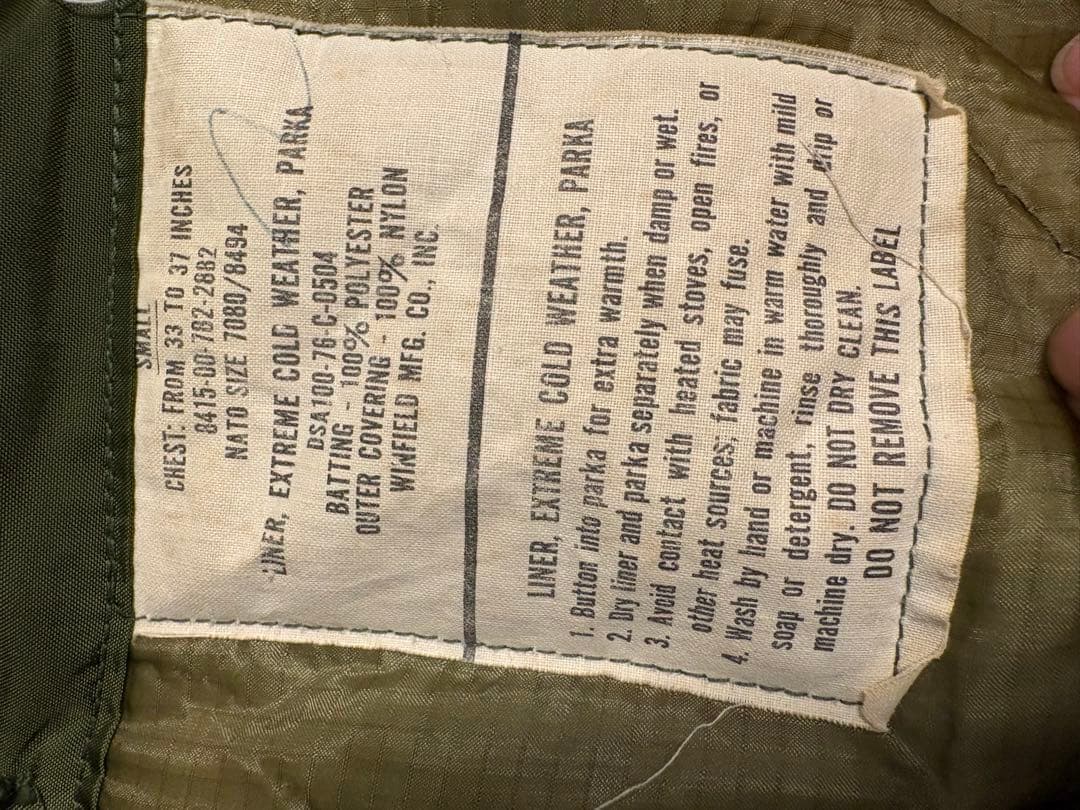 SMALL
CHEST: FROM 33 TO 37 INCHES
8415-00-782-2882
NATO SIZE 7080/8494
LINER, EXTREME COLD WEATHER, PARKA
DSA100-76-C-0504
BATTING - 100% POLYESTER
OUTER COVERING - 100% NYLON
WINFIELD MFG. CO., INC.
LINER, EXTREME COLD WEATHER, PARKA
1. Button into parka for extra warmth.
2. Dry liner and parka separately when damp or wet.
3. Avoid contact with heated stoves, open fires, or
other heat sources; fabric may fuse.
4. Wash by hand or machine in warm water with mild
soap or detergent, rinse thoroughly and drip or
machine dry. DO NOT DRY CLEAN.
DO NOT REMOVE THIS LABEL